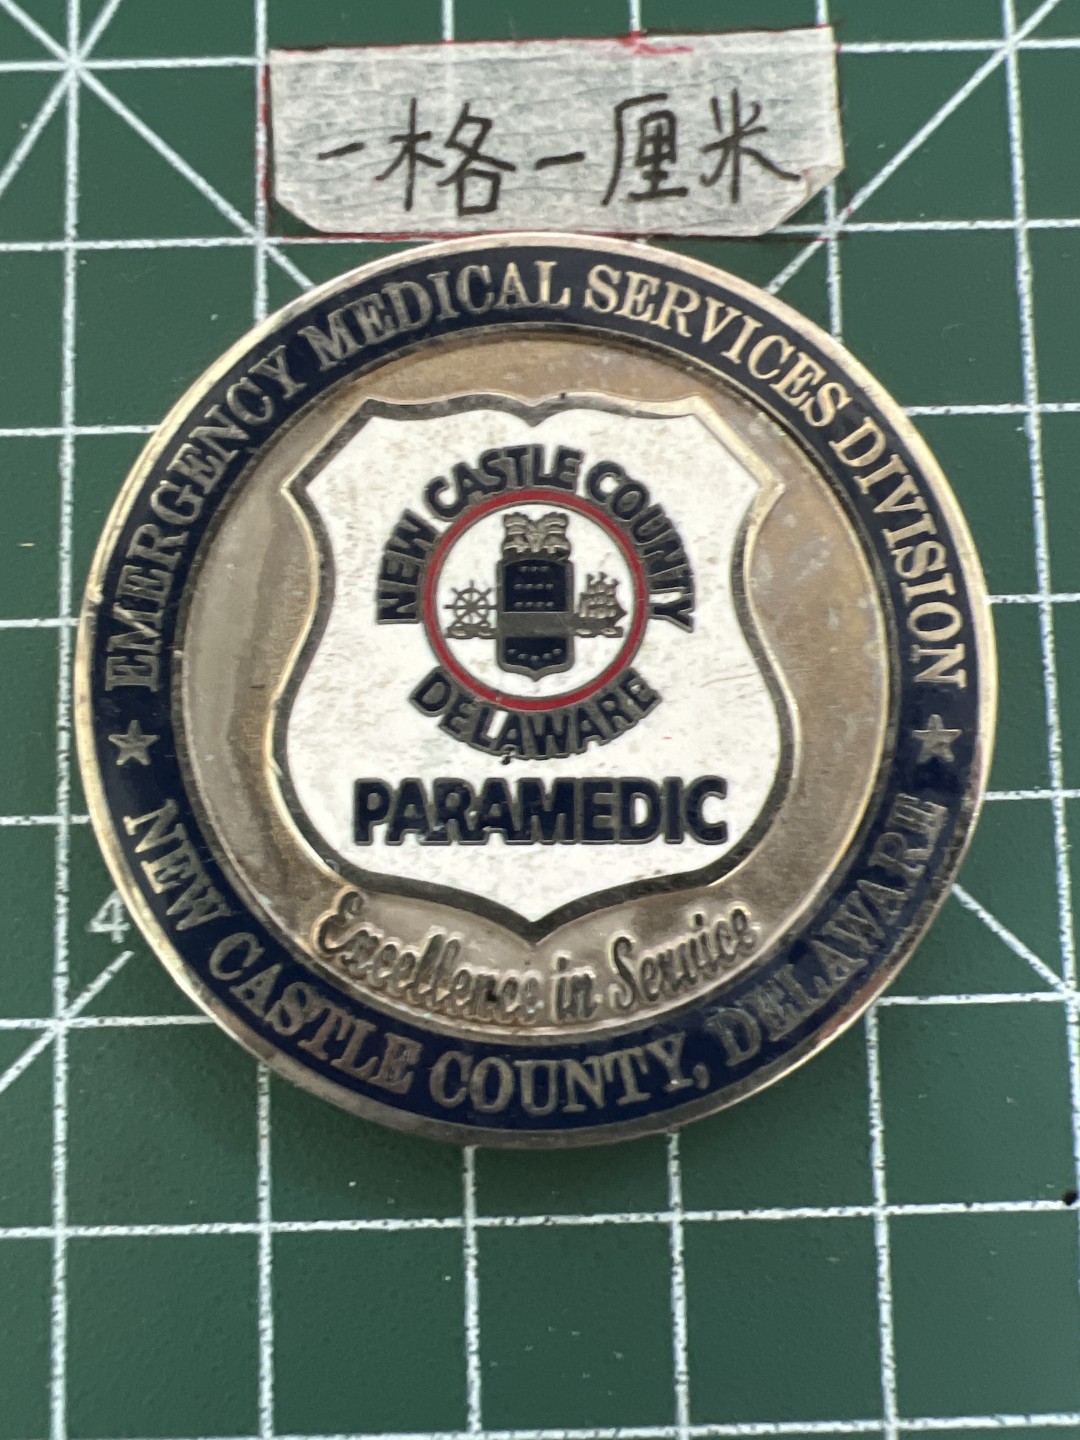 一格一厘米
EMERGENCY MEDICAL SERVICES DIVISION
NEW CASTLE COUNTY
DELAWARE
PARAMEDIC
Excellence in Service
NEW CASTLE COUNTY, DELAWARE
4